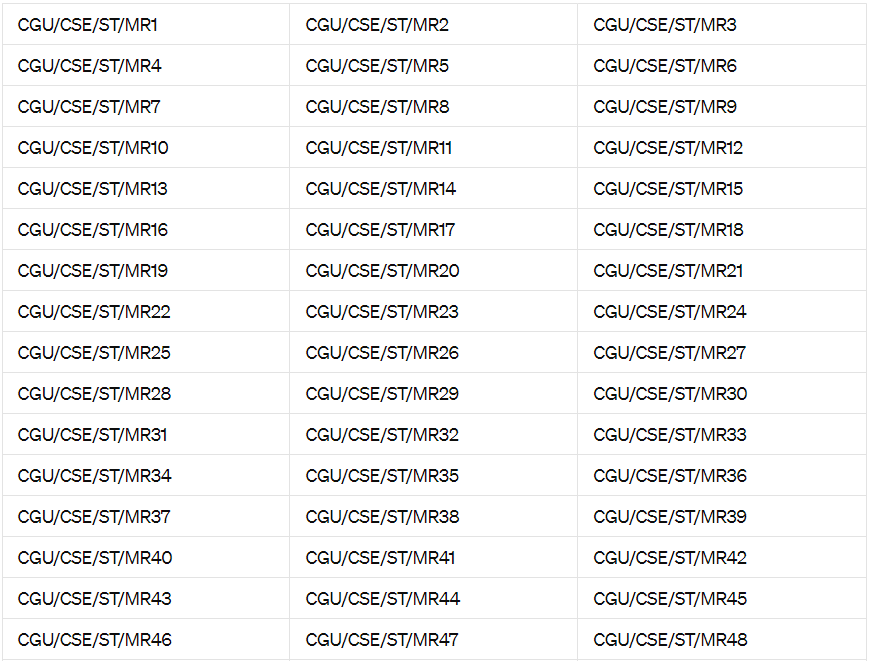 CGU/CSE/ST/MR1 CGU/CSE/ST/MR2 CGU/CSE/ST/MR3
CGU/CSE/ST/MR4 CGU/CSE/ST/MR5 CGU/CSE/ST/MR6
CGU/CSE/ST/MR7 CGU/CSE/ST/MR8 CGU/CSE/ST/MR9
CGU/CSE/ST/MR10 CGU/CSE/ST/MR11 CGU/CSE/ST/MR12
CGU/CSE/ST/MR13 CGU/CSE/ST/MR14 CGU/CSE/ST/MR15
CGU/CSE/ST/MR16 CGU/CSE/ST/MR17 CGU/CSE/ST/MR18
CGU/CSE/ST/MR19 CGU/CSE/ST/MR20 CGU/CSE/ST/MR21
CGU/CSE/ST/MR22 CGU/CSE/ST/MR23 CGU/CSE/ST/MR24
CGU/CSE/ST/MR25 CGU/CSE/ST/MR26 CGU/CSE/ST/MR27
CGU/CSE/ST/MR28 CGU/CSE/ST/MR29 CGU/CSE/ST/MR30
CGU/CSE/ST/MR31 CGU/CSE/ST/MR32 CGU/CSE/ST/MR33
CGU/CSE/ST/MR34 CGU/CSE/ST/MR35 CGU/CSE/ST/MR36
CGU/CSE/ST/MR37 CGU/CSE/ST/MR38 CGU/CSE/ST/MR39
CGU/CSE/ST/MR40 CGU/CSE/ST/MR41 CGU/CSE/ST/MR42
CGU/CSE/ST/MR43 CGU/CSE/ST/MR44 CGU/CSE/ST/MR45
CGU/CSE/ST/MR46 CGU/CSE/ST/MR47 CGU/CSE/ST/MR48